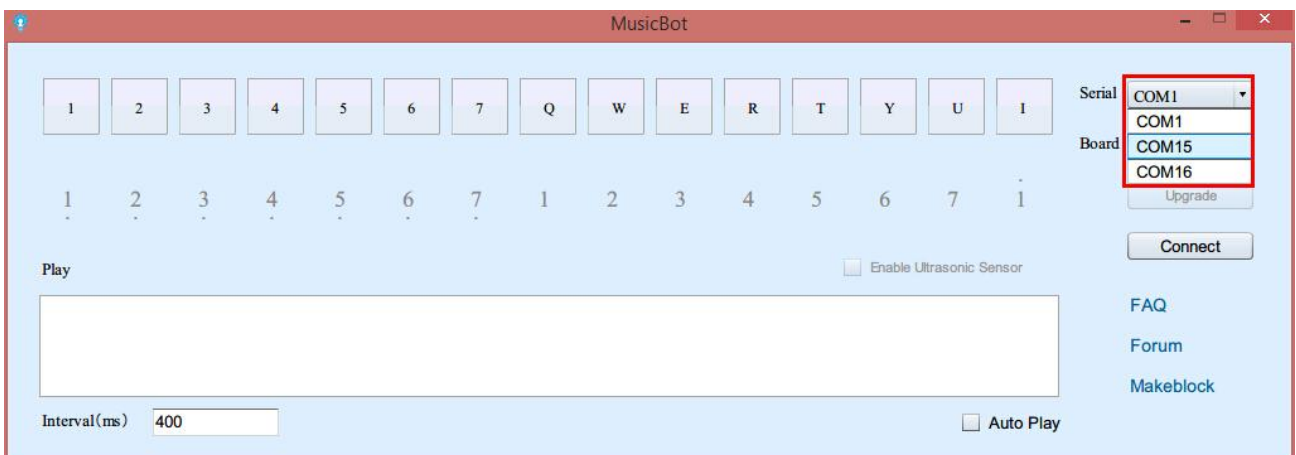 MusicBot
1 2 3 4 5 6 7 Q W E R T Y U I
Serial COM1
COM1
Board COM15
COM16
1 2 3 4 5 6 7 1 2 3 4 5 6 7 1
Upgrade
Connect
Play
Enable Ultrasonic Sensor
FAQ
Forum
Makeblock
Interval(ms) 400
Auto Play